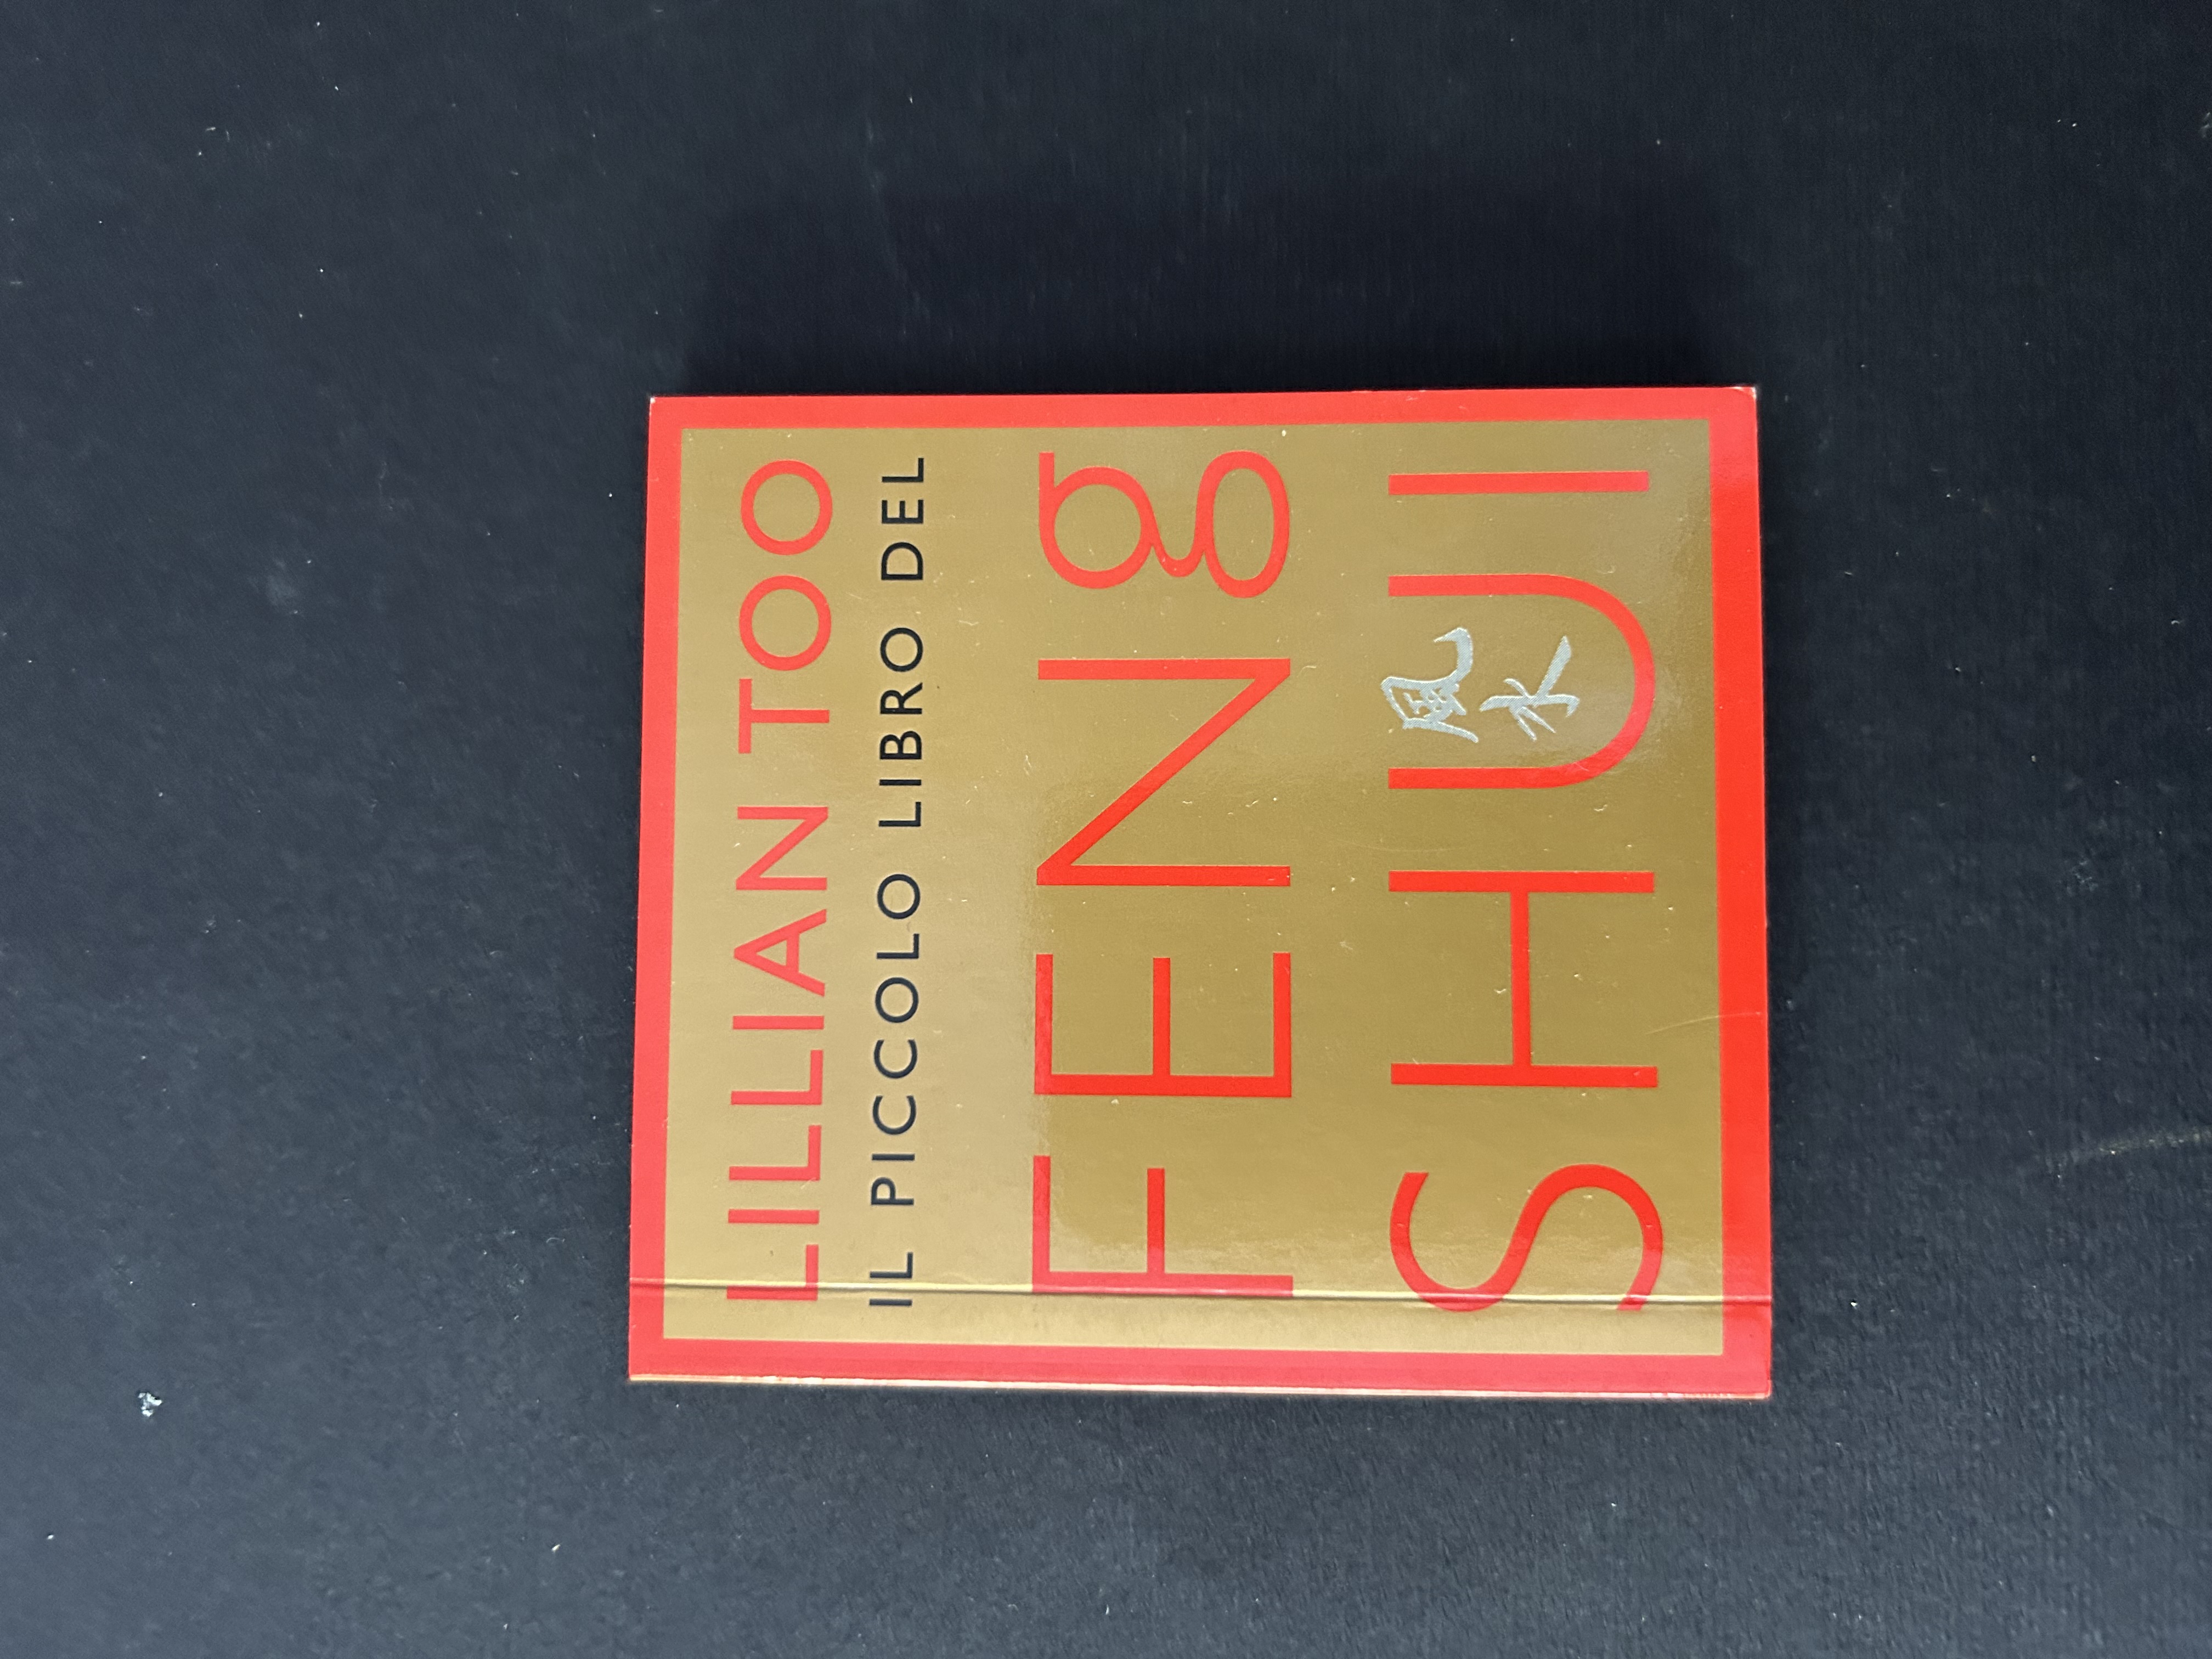 LILLIAN TOO
IL PICCOLO LIBRO DEL
FENg
SHUI
風
水